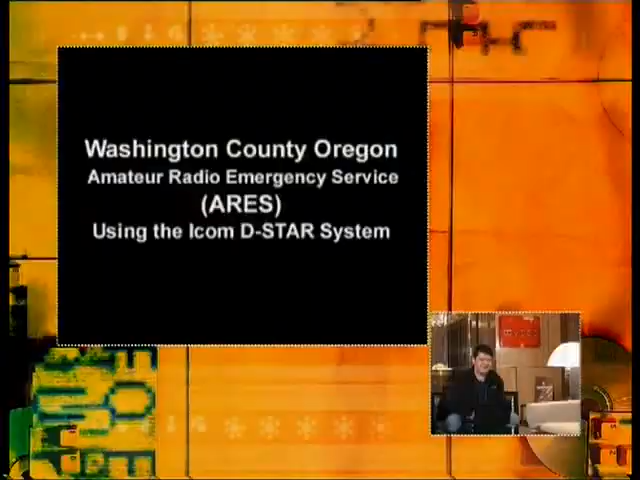 Washington County Oregon
Amateur Radio Emergency Service
(ARES)
Using the Icom D-STAR System